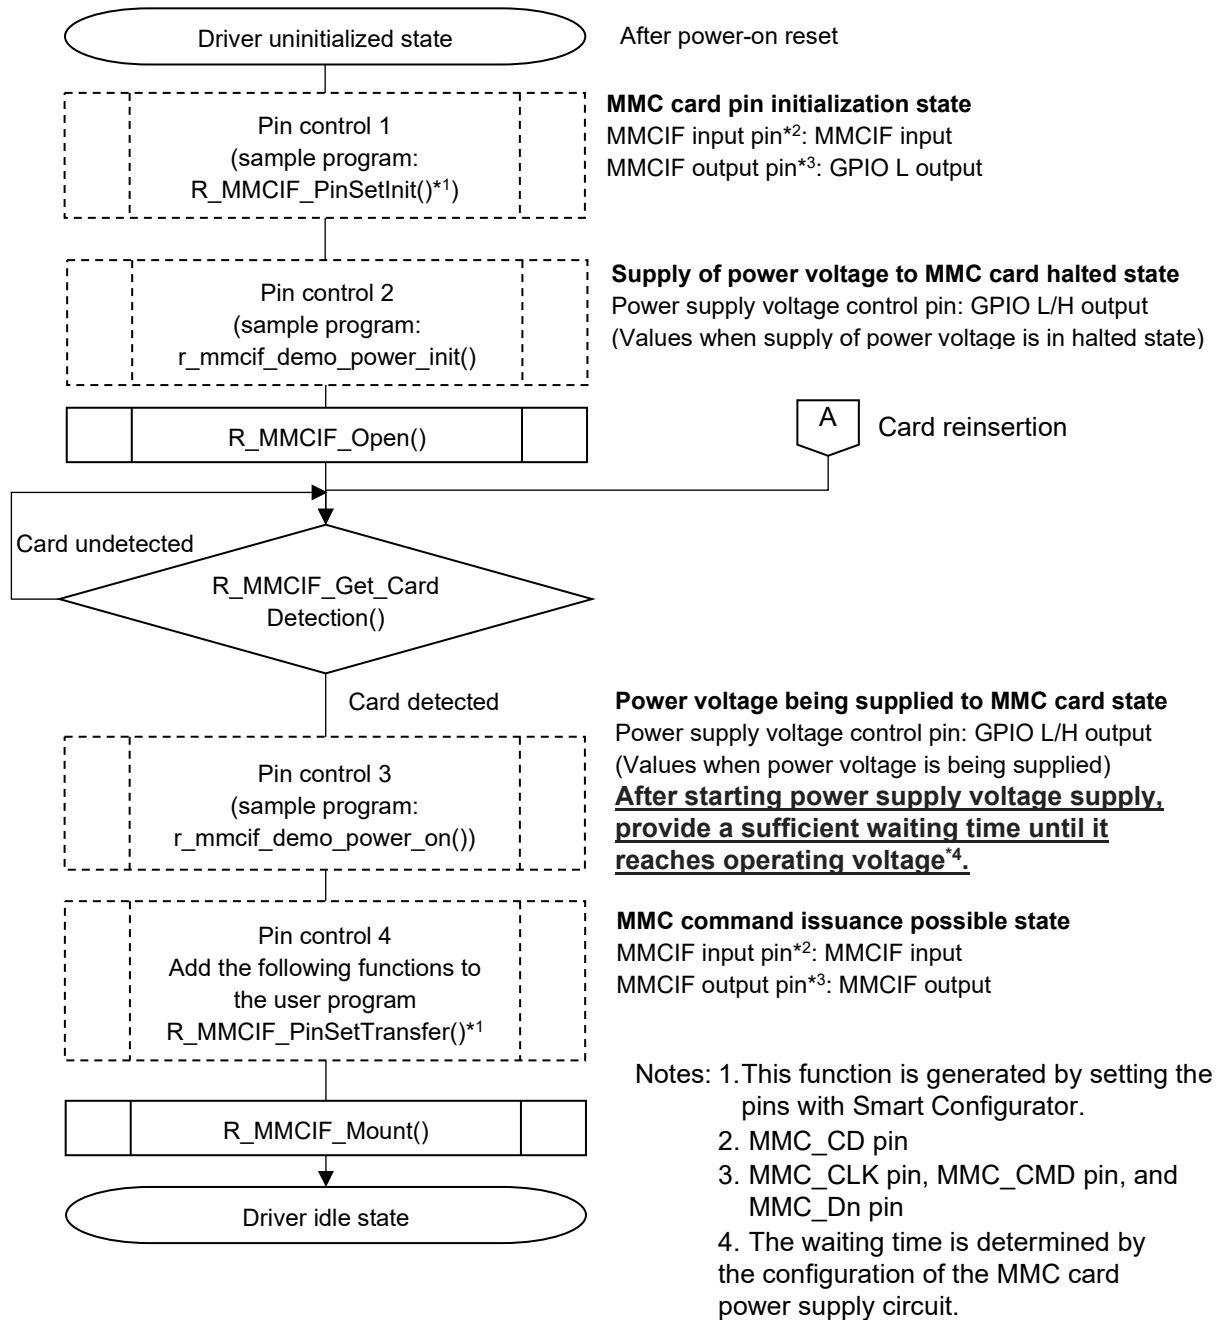 Driver uninitialized state
After power-on reset
Pin control 1
(sample program:
R_MMCIF_PinSetInit()*1)
MMC card pin initialization state
MMCIF input pin*2: MMCIF input
MMCIF output pin*3: GPIO L output
Pin control 2
(sample program:
r_mmcif_demo_power_init()
Supply of power voltage to MMC card halted state
Power supply voltage control pin: GPIO L/H output
(Values when supply of power voltage is in halted state)
R_MMCIF_Open()
A
Card reinsertion
Card undetected
R_MMCIF_Get_Card
Detection()
Card detected
Pin control 3
(sample program:
r_mmcif_demo_power_on())
Power voltage being supplied to MMC card state
Power supply voltage control pin: GPIO L/H output
(Values when power voltage is being supplied)
After starting power supply voltage supply,
provide a sufficient waiting time until it
reaches operating voltage*4.
Pin control 4
Add the following functions to
the user program
R_MMCIF_PinSetTransfer()*1
MMC command issuance possible state
MMCIF input pin*2: MMCIF input
MMCIF output pin*3: MMCIF output
R_MMCIF_Mount()
Driver idle state
Notes: 1.This function is generated by setting the
pins with Smart Configurator.
2. MMC_CD pin
3. MMC_CLK pin, MMC_CMD pin, and
MMC_Dn pin
4. The waiting time is determined by
the configuration of the MMC card
power supply circuit.